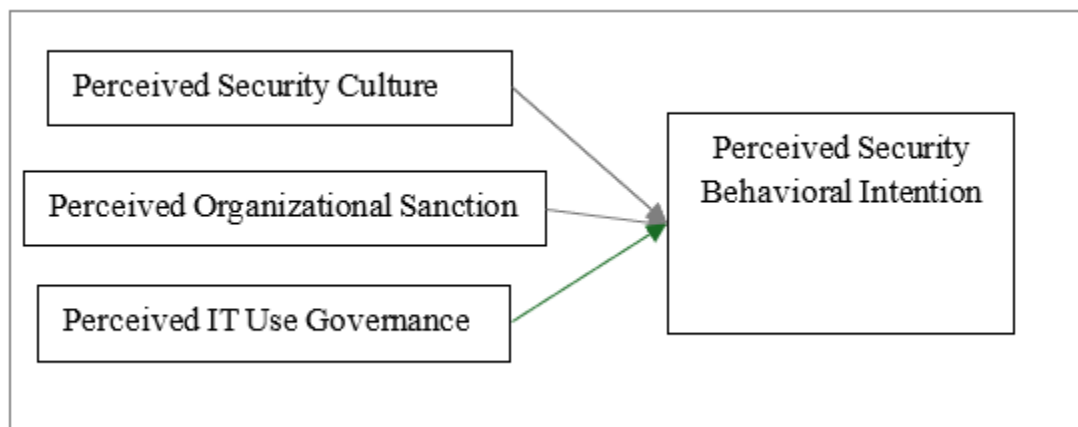 Perceived Security Culture
Perceived Organizational Sanction
Perceived IT Use Governance
Perceived Security
Behavioral Intention